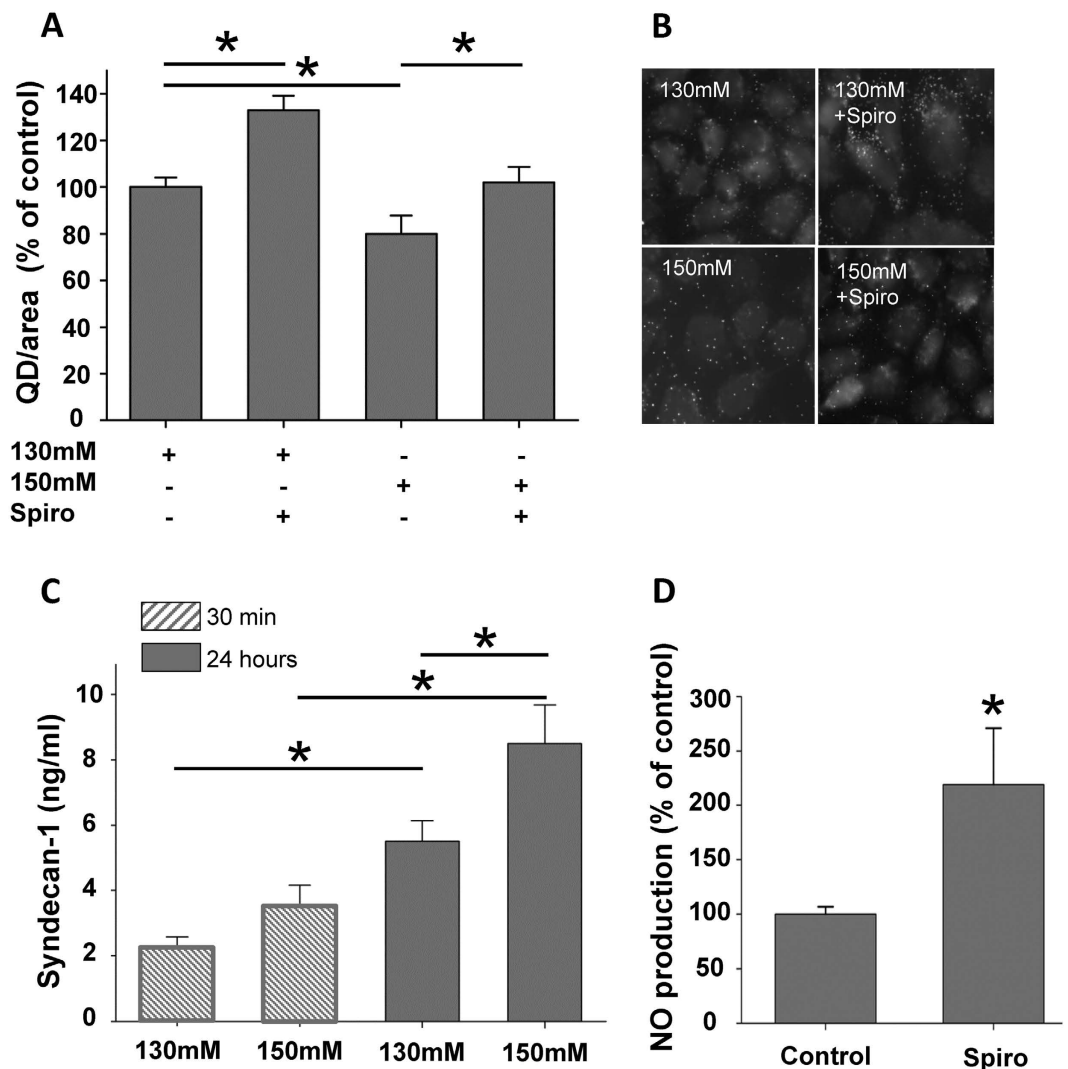 A
*
*
*
QD/area (% of control)
140
120
100
80
60
40
20
0
130mM + + - -
150mM - - + +
Spiro - + - +
B
130mM
130mM
+Spiro
150mM
150mM
+Spiro
C
30 min
24 hours
*
*
*
Syndecan-1 (ng/ml)
10
8
6
4
2
0
130mM 150mM 130mM 150mM
D
*
NO production (% of control)
300
250
200
150
100
50
0
Control Spiro